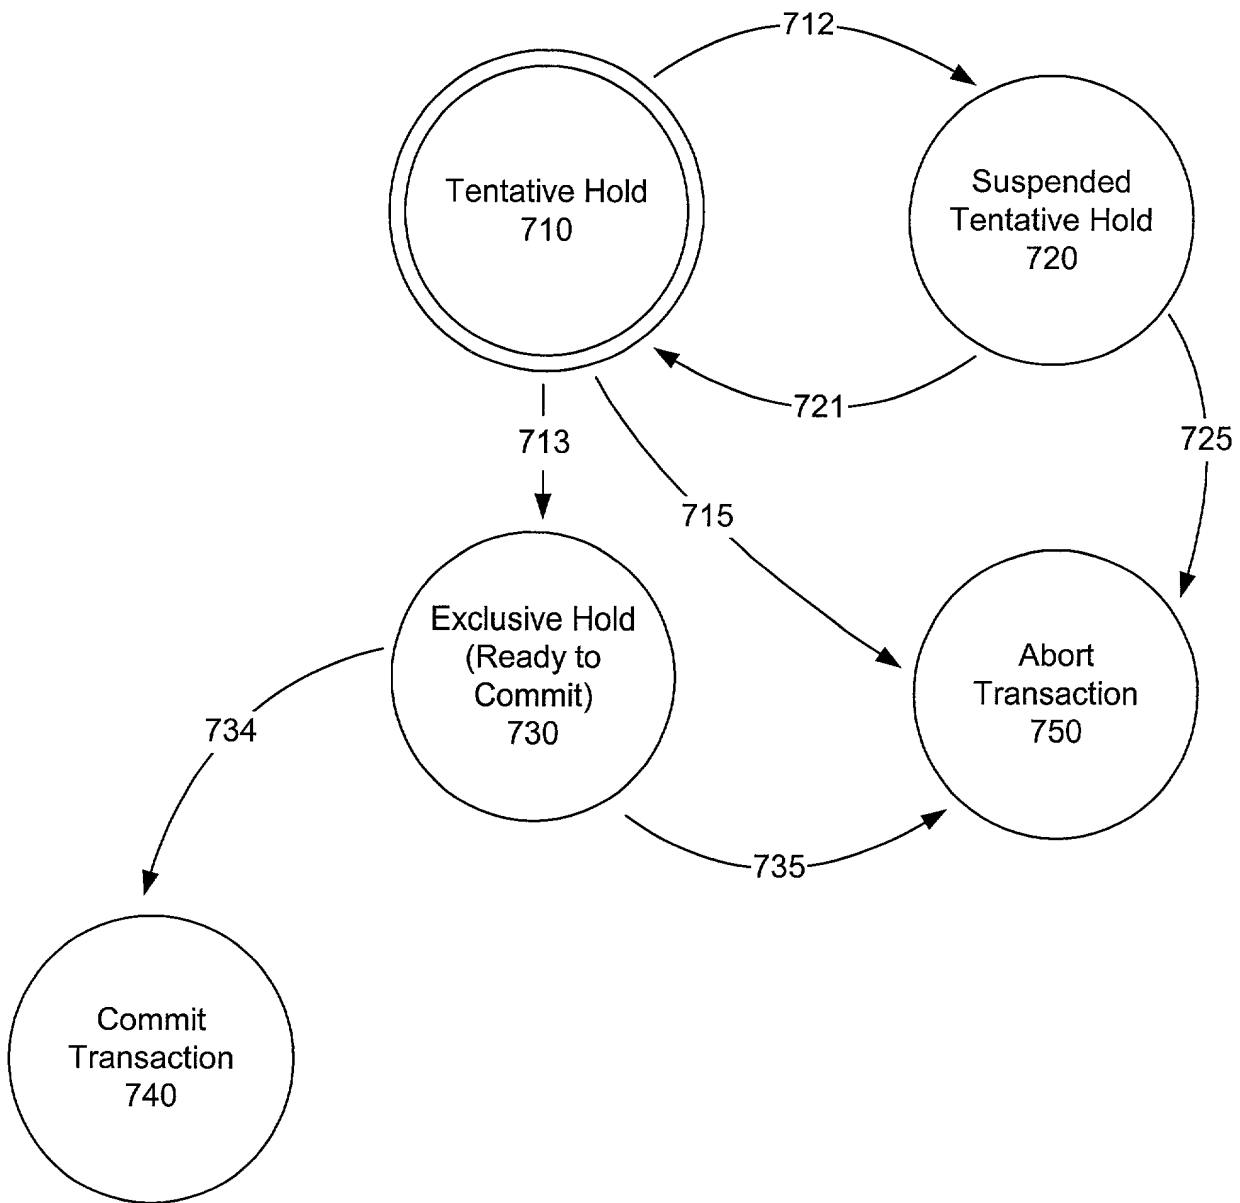 712
Tentative Hold
710
Suspended
Tentative Hold
720
721
725
713
715
Exclusive Hold
(Ready to
Commit)
730
Abort
Transaction
750
734
735
Commit
Transaction
740